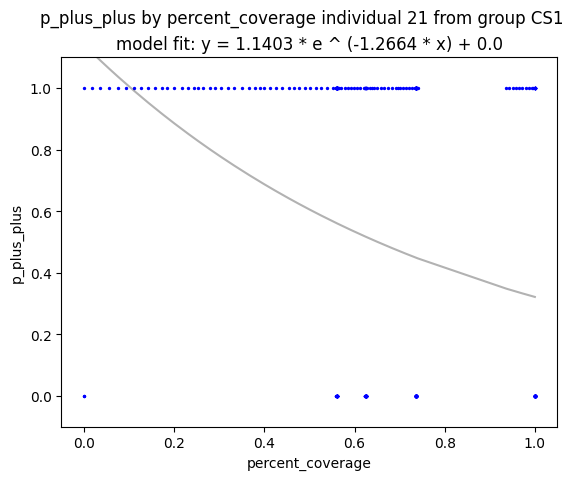 p_plus_plus by percent_coverage individual 21 from group CS1
model fit: y = 1.1403 * e ^ (-1.2664 * x) + 0.0
1.0
0.8
0.6
0.4
0.2
0.0
p_plus_plus
0.0 0.2 0.4 0.6 0.8 1.0
percent_coverage